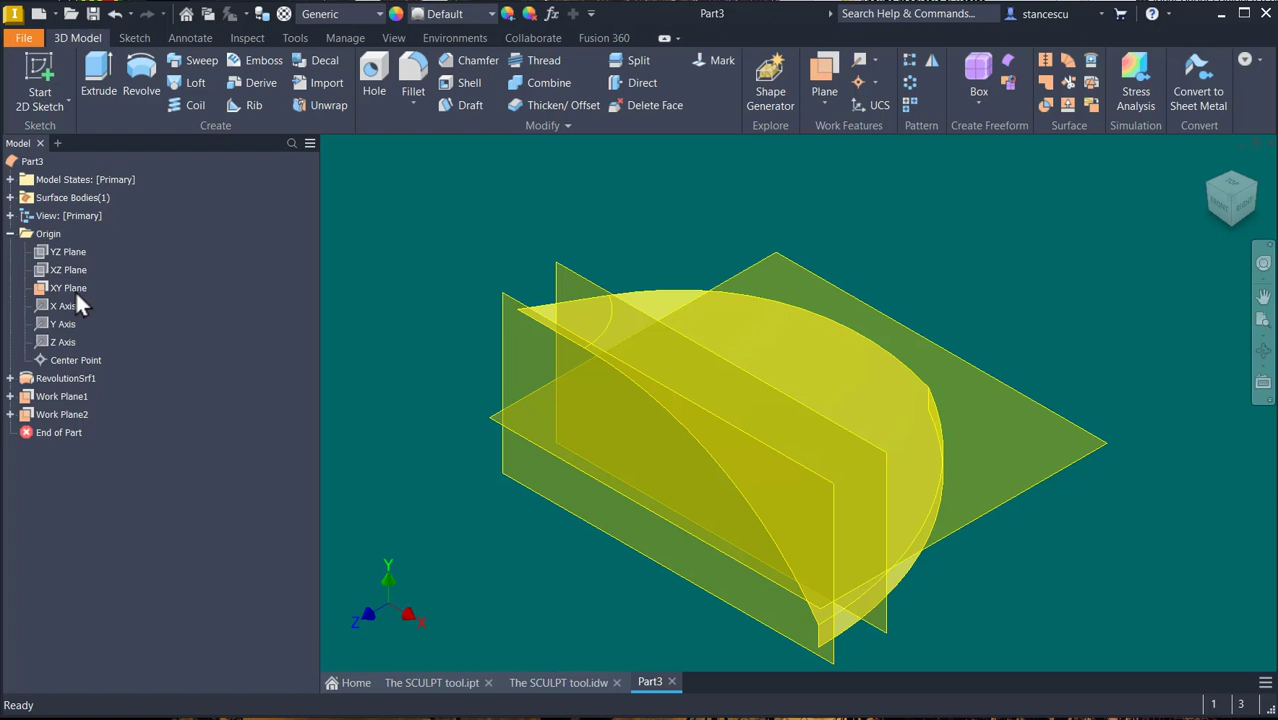 Generic
Default
Part3
Search Help & Commands...
stancescu
File
3D Model
Sketch
Annotate
Inspect
Tools
Manage
View
Environments
Collaborate
Fusion 360
Start
2D Sketch
Extrude
Revolve
Sweep
Loft
Coil
Emboss
Derive
Rib
Decal
Import
Unwrap
Hole
Fillet
Chamfer
Shell
Draft
Thread
Combine
Thicken/ Offset
Split
Direct
Delete Face
Mark
Shape
Generator
Plane
UCS
Box
Stress
Analysis
Convert to
Sheet Metal
Sketch
Create
Modify
Explore
Work Features
Pattern
Create Freeform
Surface
Simulation
Convert
Model
Part3
Model States: [Primary]
Surface Bodies(1)
View: [Primary]
Origin
YZ Plane
XZ Plane
XY Plane
X Axis
Y Axis
Z Axis
Center Point
RevolutionSrf1
Work Plane1
Work Plane2
End of Part
TOP
FRONT
RIGHT
Y
Z
X
Home
The SCULPT tool.ipt
The SCULPT tool.idw
Part3
Ready
1
3